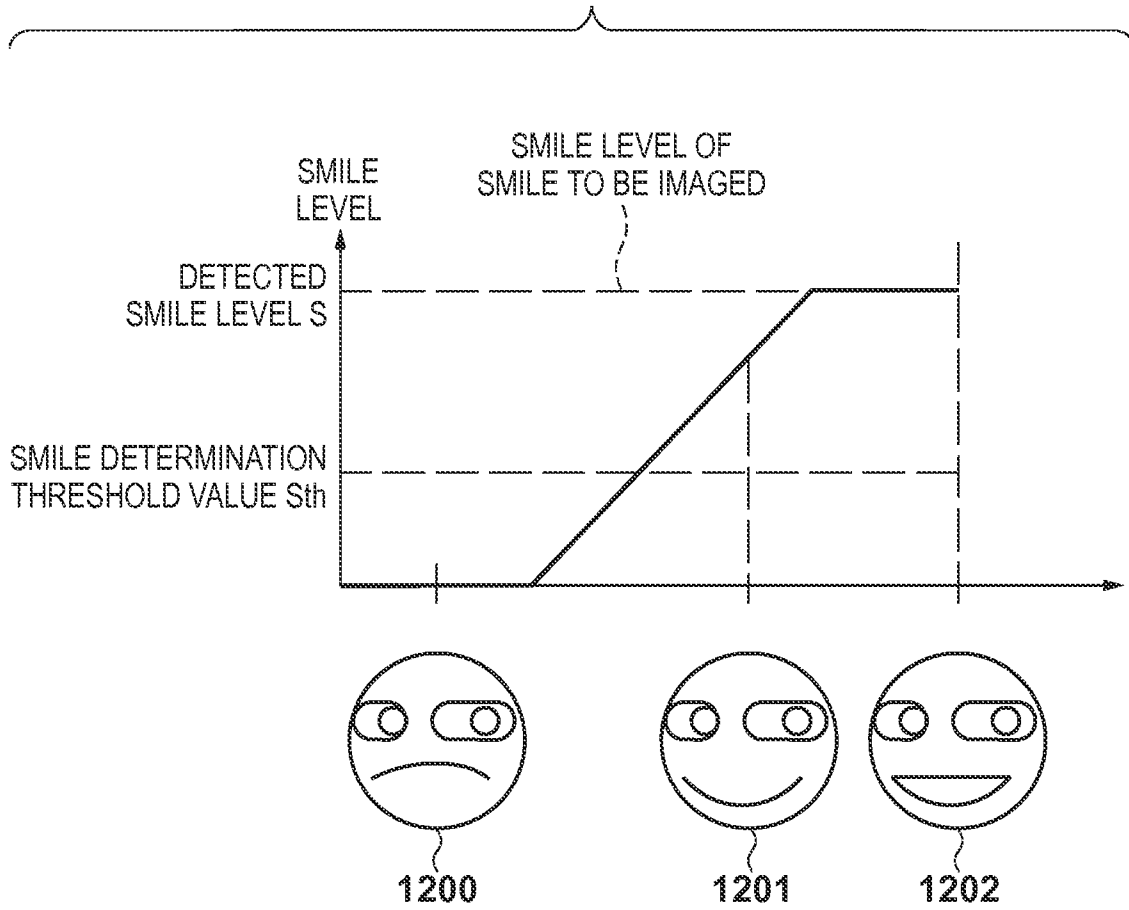 SMILE LEVEL OF
SMILE TO BE IMAGED
SMILE
LEVEL
DETECTED
SMILE LEVEL S
SMILE DETERMINATION
THRESHOLD VALUE Sth
1200
1201
1202